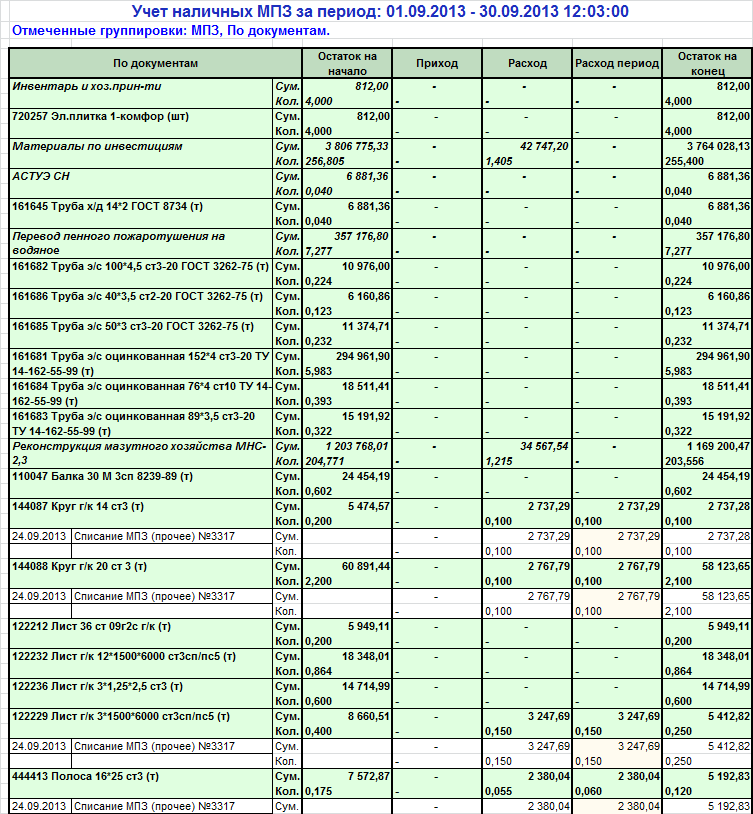 Учет наличных МПЗ за период: 01.09.2013 - 30.09.2013 12:03:00
Отмеченные группировки: МПЗ, По документам.
По документам Остаток на начало Приход Расход Расход период Остаток на конец
Инвентарь и хоз.прин-ти Сум. 812,00 - - - 812,00
Кол. 4,000 - - - 4,000
720257 Эл.плитка 1-комфор (шт) Сум. 812,00 - - - 812,00
Кол. 4,000 - - - 4,000
Материалы по инвестициям Сум. 3 806 775,33 - 42 747,20 - 3 764 028,13
Кол. 256,805 - 1,405 - 255,400
АСТУЭ СН Сум. 6 881,36 - - - 6 881,36
Кол. 0,040 - - - 0,040
161645 Труба х/д 14*2 ГОСТ 8734 (т) Сум. 6 881,36 - - - 6 881,36
Кол. 0,040 - - - 0,040
Перевод пенного пожаротушения на Сум. 357 176,80 - - - 357 176,80
водяное Кол. 7,277 - - - 7,277
161682 Труба э/с 100*4,5 ст3-20 ГОСТ 3262-75 (т) Сум. 10 976,00 - - - 10 976,00
Кол. 0,224 - - - 0,224
161686 Труба э/с 40*3,5 ст2-20 ГОСТ 3262-75 (т) Сум. 6 160,86 - - - 6 160,86
Кол. 0,123 - - - 0,123
161685 Труба э/с 50*3 ст3-20 ГОСТ 3262-75 (т) Сум. 11 374,71 - - - 11 374,71
Кол. 0,232 - - - 0,232
161681 Труба э/с оцинкованная 152*4 ст3-20 ТУ Сум. 294 961,90 - - - 294 961,90
14-162-55-99 (т) Кол. 5,983 - - - 5,983
161684 Труба э/с оцинкованная 76*4 ст10 ТУ 14- Сум. 18 511,41 - - - 18 511,41
162-55-99 (т) Кол. 0,393 - - - 0,393
161683 Труба э/с оцинкованная 89*3,5 ст3-20 Сум. 15 191,92 - - - 15 191,92
ТУ 14-162-55-99 (т) Кол. 0,322 - - - 0,322
Реконструкция мазутного хозяйства МНС- Сум. 1 203 768,01 - 34 567,54 - 1 169 200,47
2,3 Кол. 204,771 - 1,215 - 203,556
110047 Балка 30 М 3сп 8239-89 (т) Сум. 24 454,19 - - - 24 454,19
Кол. 0,602 - - - 0,602
144087 Круг г/к 14 ст3 (т) Сум. 5 474,57 - 2 737,29 2 737,29 2 737,28
Кол. 0,200 - 0,100 0,100 0,100
24.09.2013 Списание МПЗ (прочее) №3317 Сум. - 2 737,29 2 737,29 2 737,28
Кол. - 0,100 0,100 0,100
144088 Круг г/к 20 ст 3 (т) Сум. 60 891,44 - 2 767,79 2 767,79 58 123,65
Кол. 2,200 - 0,100 0,100 2,100
24.09.2013 Списание МПЗ (прочее) №3317 Сум. - 2 767,79 2 767,79 58 123,65
Кол. - 0,100 0,100 2,100
122212 Лист 36 ст 09г2с г/к (т) Сум. 5 949,11 - - - 5 949,11
Кол. 0,200 - - - 0,200
122232 Лист г/к 12*1500*6000 ст3сп/пс5 (т) Сум. 18 348,01 - - - 18 348,01
Кол. 0,864 - - - 0,864
122236 Лист г/к 3*1,25*2,5 ст3 (т) Сум. 14 714,99 - - - 14 714,99
Кол. 0,600 - - - 0,600
122229 Лист г/к 3*1500*6000 ст3сп/пс5 (т) Сум. 8 660,51 - 3 247,69 3 247,69 5 412,82
Кол. 0,400 - 0,150 0,150 0,250
24.09.2013 Списание МПЗ (прочее) №3317 Сум. - 3 247,69 3 247,69 5 412,82
Кол. - 0,150 0,150 0,250
444413 Полоса 16*25 ст3 (т) Сум. 7 572,87 - 2 380,04 2 380,04 5 192,83
Кол. 0,175 - 0,055 0,060 0,120
24.09.2013 Списание МПЗ (прочее) №3317 Сум. - 2 380,04 2 380,04 5 192,83